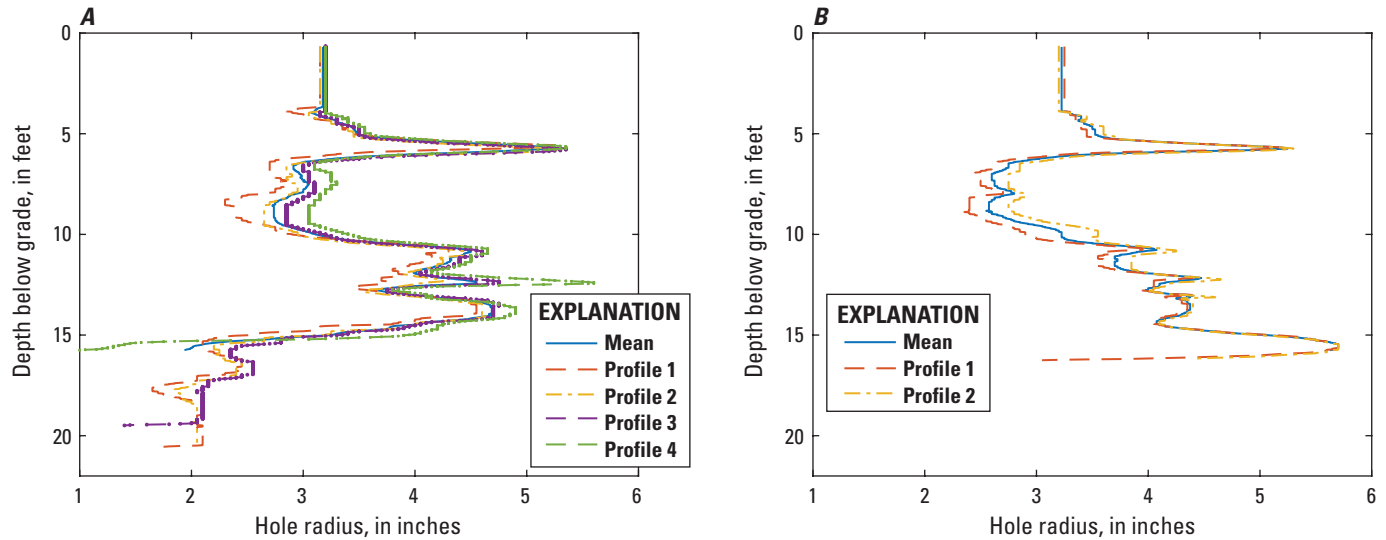 A
Depth below grade, in feet
0
5
10
15
20
1
2
3
4
5
6
Hole radius, in inches
EXPLANATION
Mean
Profile 1
Profile 2
Profile 3
Profile 4
B
Depth below grade, in feet
0
5
10
15
20
1
2
3
4
5
6
Hole radius, in inches
EXPLANATION
Mean
Profile 1
Profile 2